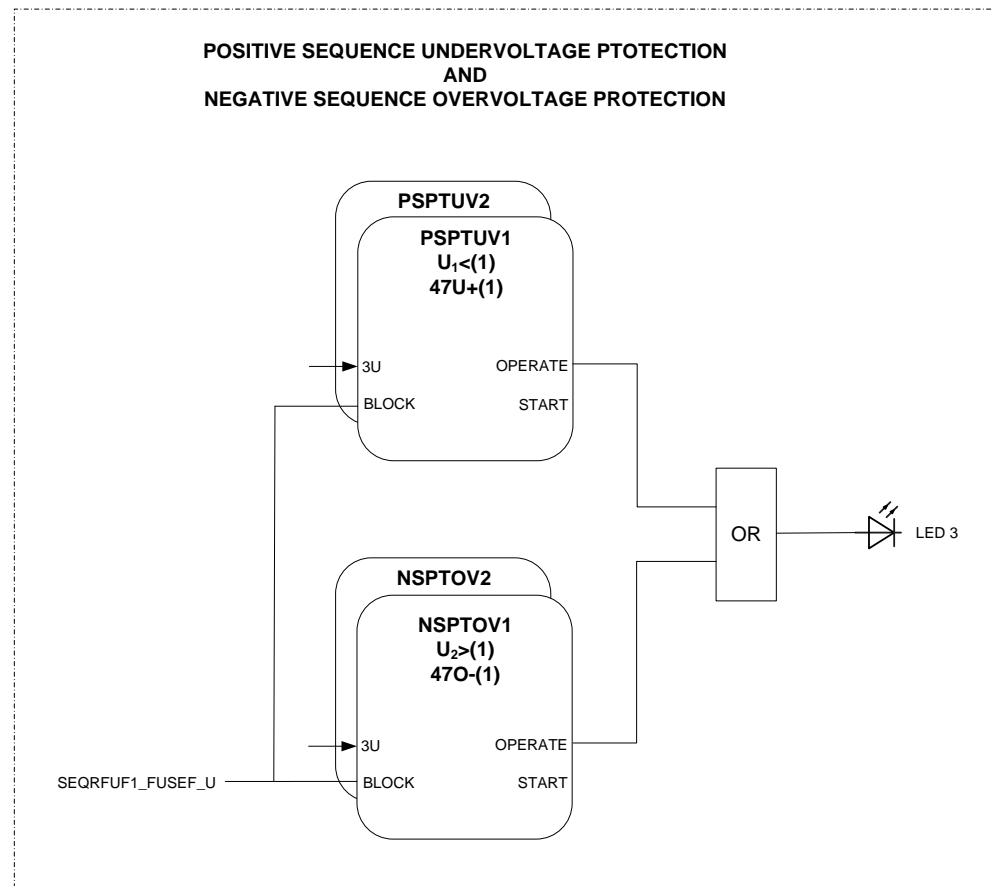 POSITIVE SEQUENCE UNDERVOLTAGE PTOTECTION
AND
NEGATIVE SEQUENCE OVERVOLTAGE PROTECTION
PSPTUV2
PSPTUV1
U₁<(1)
47U+(1)
3U
OPERATE
BLOCK
START
OR
LED 3
NSPTOV2
NSPTOV1
U₂>(1)
47O-(1)
3U
OPERATE
SEQRFUF1_FUSEF_U
BLOCK
START